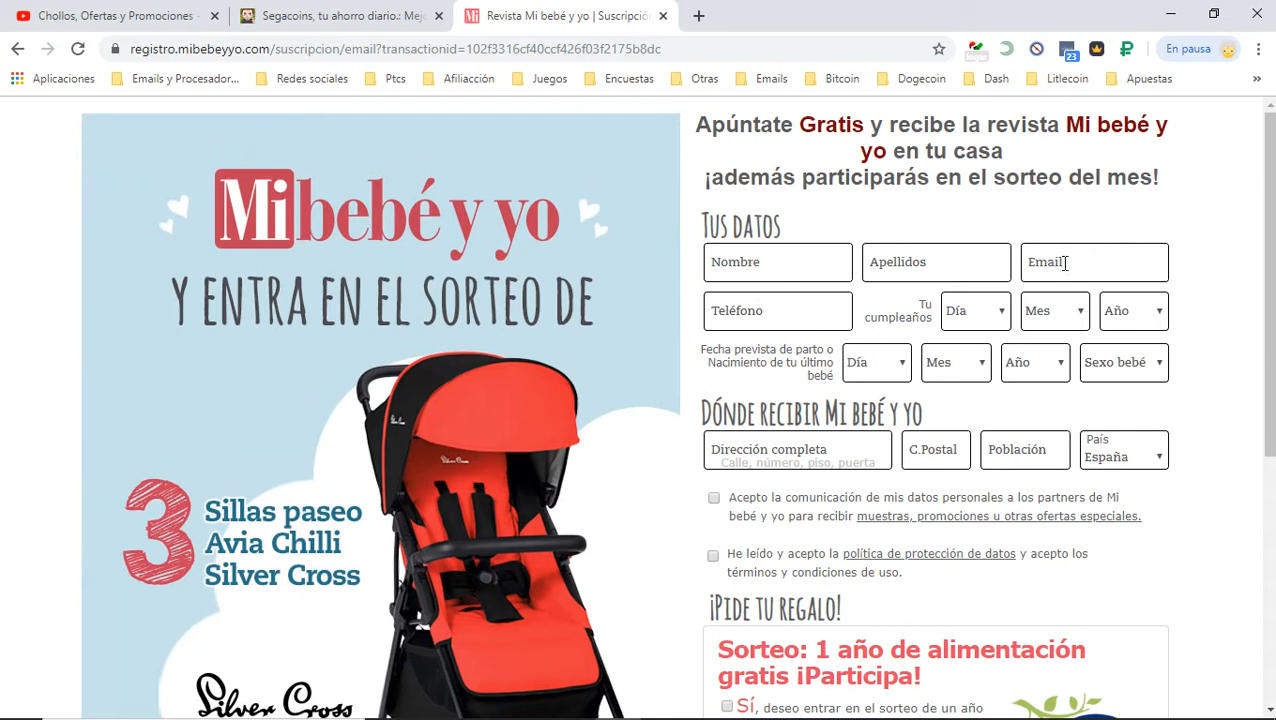 Chollos, Ofertas y Promociones -
Segacoins, tu ahorro diario.: Mejo
Revista Mi bebé y yo | Suscripción
registro.mibebeyyo.com/suscripcion/email?transactionid=102f3316cf40ccf426f03f2175b8dc
23
En pausa
Aplicaciones
Emails y Procesador...
Redes sociales
Ptcs
Afiliacción
Juegos
Encuestas
Otras
Emails
Bitcoin
Dogecoin
Dash
Litlecoin
Apuestas
»
Mi bebé y yo
Y ENTRA EN EL SORTEO DE
3
Sillas paseo
Avia Chilli
Silver Cross
Silver Cross
Silver Cross
Apúntate Gratis y recibe la revista Mi bebé y
yo en tu casa
¡además participarás en el sorteo del mes!
TUS DATOS
Nombre
Apellidos
Email
Teléfono
Tu
cumpleaños
Día
Mes
Año
Fecha prevista de parto o
Nacimiento de tu último
bebé
Día
Mes
Año
Sexo bebé
DÓNDE RECIBIR MI BEBÉ Y YO
Dirección completa
Calle, número, piso, puerta
C.Postal
Población
País
España
Acepto la comunicación de mis datos personales a los partners de Mi
bebé y yo para recibir muestras, promociones u otras ofertas especiales.
He leído y acepto la política de protección de datos y acepto los
términos y condiciones de uso.
¡PIDE TU REGALO!
Sorteo: 1 año de alimentación
gratis ¡Participa!
Sí, deseo entrar en el sorteo de un año